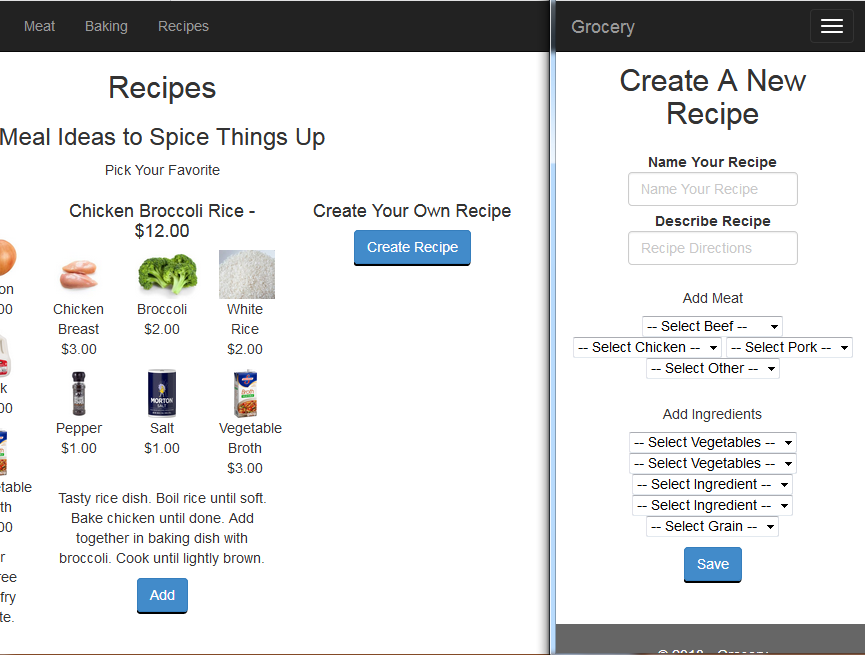 Meat Baking Recipes
Recipes
Meal Ideas to Spice Things Up
Pick Your Favorite
on
00
k
00
table
th
00
r
ree
fry
te.
Chicken Broccoli Rice -
$12.00
Chicken Broccoli White
Breast $2.00 Rice
$3.00 $2.00
MORTON
SALT
Pepper Salt Vegetable
$1.00 $1.00 Broth
$3.00
Tasty rice dish. Boil rice until soft.
Bake chicken until done. Add
together in baking dish with
broccoli. Cook until lightly brown.
Add
Create Your Own Recipe
Create Recipe
Grocery
Create A New
Recipe
Name Your Recipe
Name Your Recipe
Describe Recipe
Recipe Directions
Add Meat
-- Select Beef --
-- Select Chicken -- -- Select Pork --
-- Select Other --
Add Ingredients
-- Select Vegetables --
-- Select Vegetables --
-- Select Ingredient --
-- Select Ingredient --
-- Select Grain --
Save